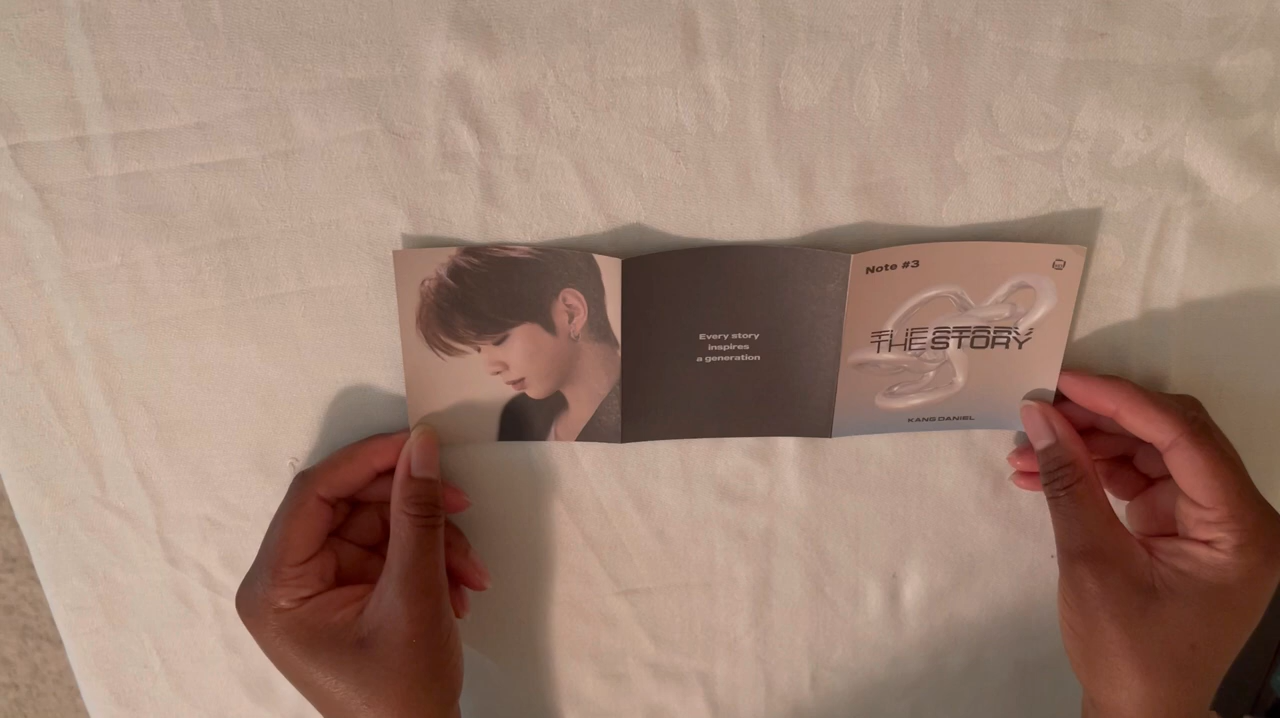 Every story
inspires
a generation
Note #3
THE STORY
THE STORY
KANG DANIEL